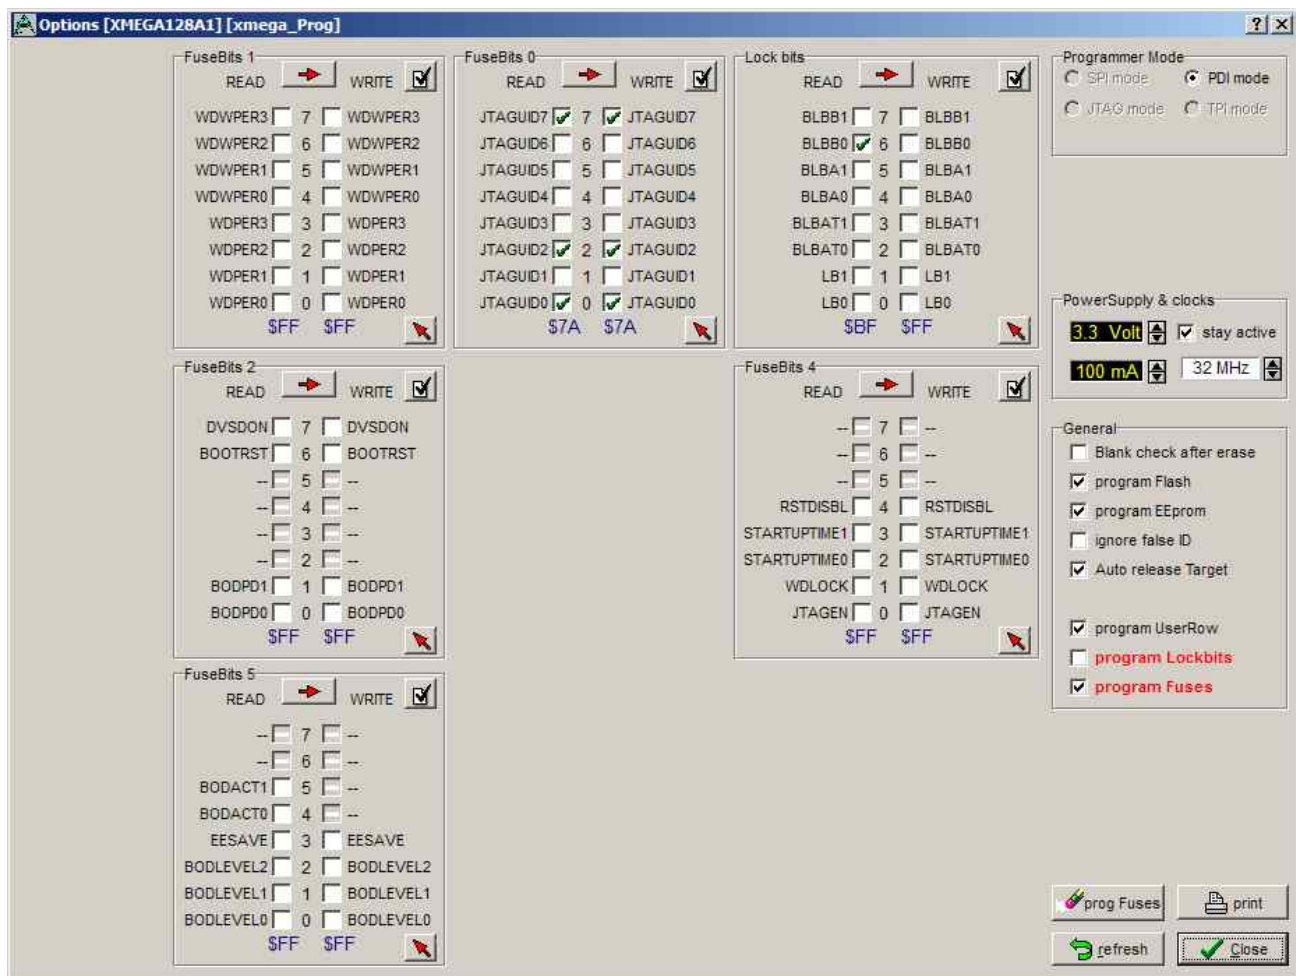 Options [XMEGA128A1] [xmega_Prog]
FuseBits 1
READ WRITE
WDWPER3 7 WDWPER3
WDWPER2 6 WDWPER2
WDWPER1 5 WDWPER1
WDWPER0 4 WDWPER0
WDPER3 3 WDPER3
WDPER2 2 WDPER2
WDPER1 1 WDPER1
WDPER0 0 WDPER0
$FF $FF
FuseBits 0
READ WRITE
JTAGUID7 7 JTAGUID7
JTAGUID6 6 JTAGUID6
JTAGUID5 5 JTAGUID5
JTAGUID4 4 JTAGUID4
JTAGUID3 3 JTAGUID3
JTAGUID2 2 JTAGUID2
JTAGUID1 1 JTAGUID1
JTAGUID0 0 JTAGUID0
$7A $7A
Lock bits
READ WRITE
BLBB1 7 BLBB1
BLBB0 6 BLBB0
BLBA1 5 BLBA1
BLBA0 4 BLBA0
BLBAT1 3 BLBAT1
BLBAT0 2 BLBAT0
LB1 1 LB1
LB0 0 LB0
$BF $FF
Programmer Mode
SPI mode PDI mode
JTAG mode TPI mode
PowerSupply & clocks
3.3 Volt stay active
100 mA 32 MHz
FuseBits 2
READ WRITE
DVSDON 7 DVSDON
BOOTRST 6 BOOTRST
-- 5 --
-- 4 --
-- 3 --
-- 2 --
BODPD1 1 BODPD1
BODPD0 0 BODPD0
$FF $FF
FuseBits 4
READ WRITE
-- 7 --
-- 6 --
-- 5 --
RSTDISBL 4 RSTDISBL
STARTUPTIME1 3 STARTUPTIME1
STARTUPTIME0 2 STARTUPTIME0
WDLOCK 1 WDLOCK
JTAGEN 0 JTAGEN
$FF $FF
General
Blank check after erase
program Flash
program EEprom
ignore false ID
Auto release Target
program UserRow
program Lockbits
program Fuses
FuseBits 5
READ WRITE
-- 7 --
-- 6 --
BODACT1 5 --
BODACT0 4 --
EESAVE 3 EESAVE
BODLEVEL2 2 BODLEVEL2
BODLEVEL1 1 BODLEVEL1
BODLEVEL0 0 BODLEVEL0
$FF $FF
prog Fuses print
refresh Close